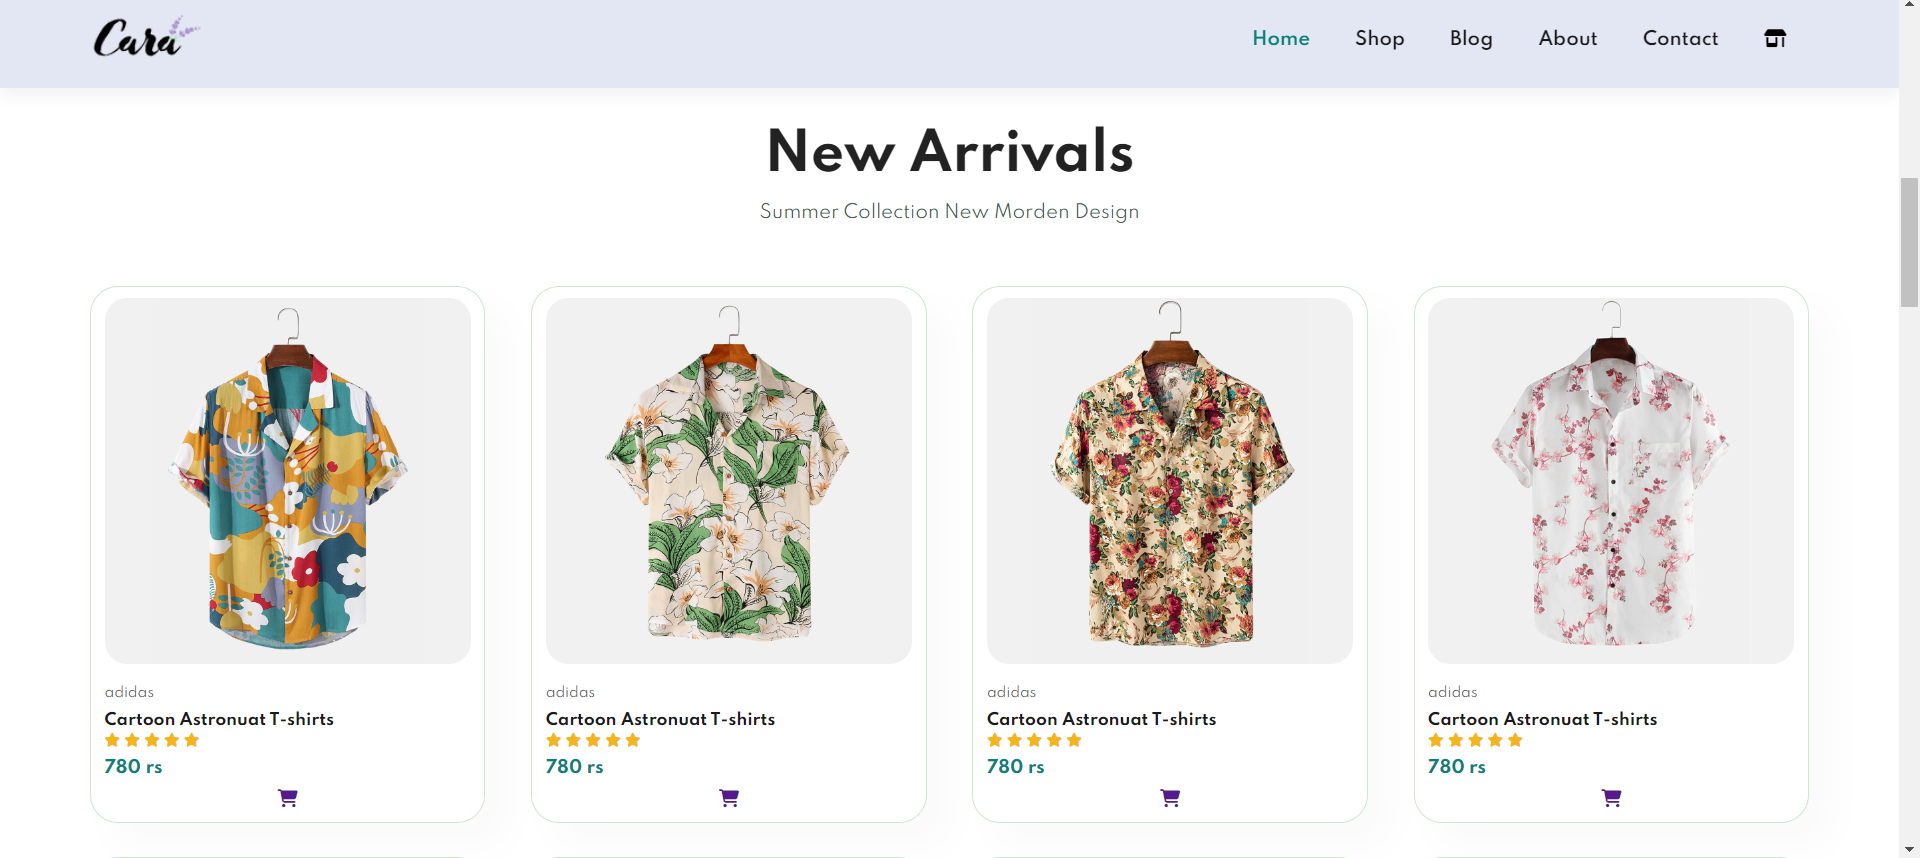 Cara
Home Shop Blog About Contact
New Arrivals
Summer Collection New Morden Design
adidas
Cartoon Astronuat T-shirts
780 rs
adidas
Cartoon Astronuat T-shirts
780 rs
adidas
Cartoon Astronuat T-shirts
780 rs
adidas
Cartoon Astronuat T-shirts
780 rs